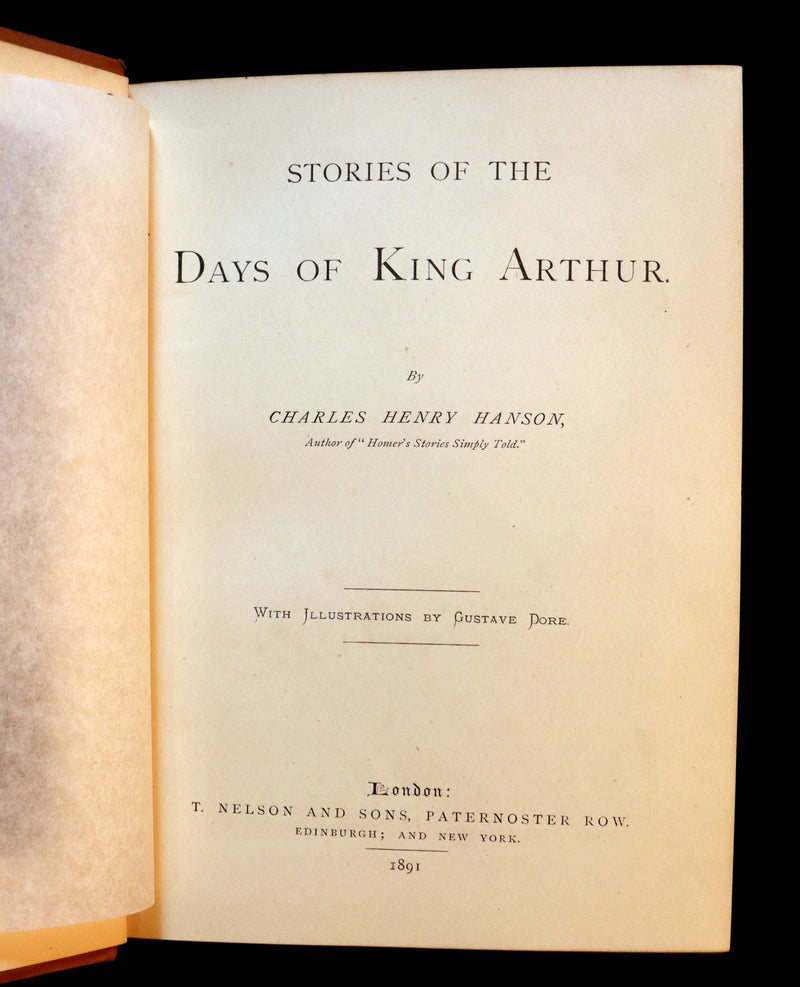 STORIES OF THE
DAYS OF KING ARTHUR.
By
CHARLES HENRY HANSON,
Author of "Homer's Stories Simply Told."
WITH ILLUSTRATIONS BY GUSTAVE DORE.
London:
T. NELSON AND SONS, PATERNOSTER ROW.
EDINBURGH; AND NEW YORK.
1891